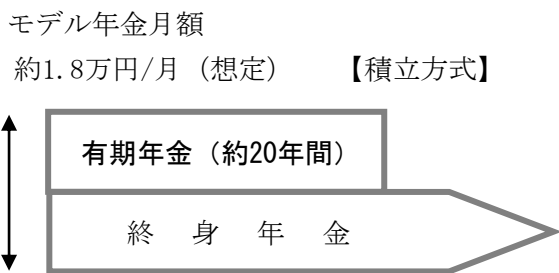 モデル年金月額
約1.8万円/月（想定）　　【積立方式】
有期年金（約20年間）
終　身　年　金